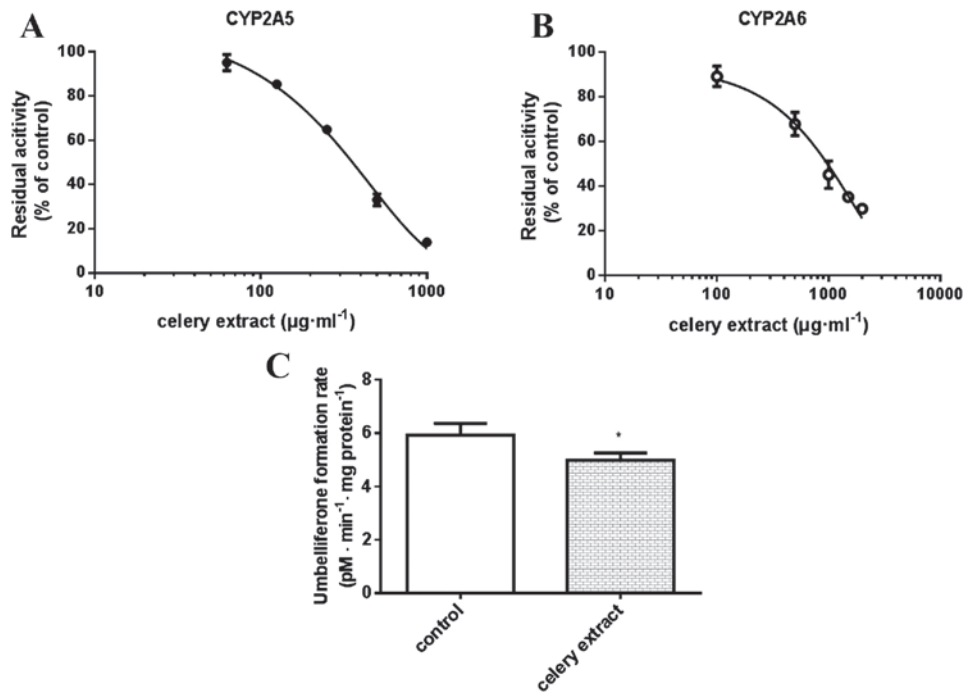 A
CYP2A5
Residual acitivity
(% of control)
100
80
60
40
20
0
10
100
1000
celery extract (µg·ml⁻¹)
B
CYP2A6
Residual activity
(% of control)
100
80
60
40
20
0
10
100
1000
10000
celery extract (µg·ml⁻¹)
C
Umbelliferone formation rate
(pM · min⁻¹· mg protein⁻¹)
8
6
4
2
0
*
control
celery extract